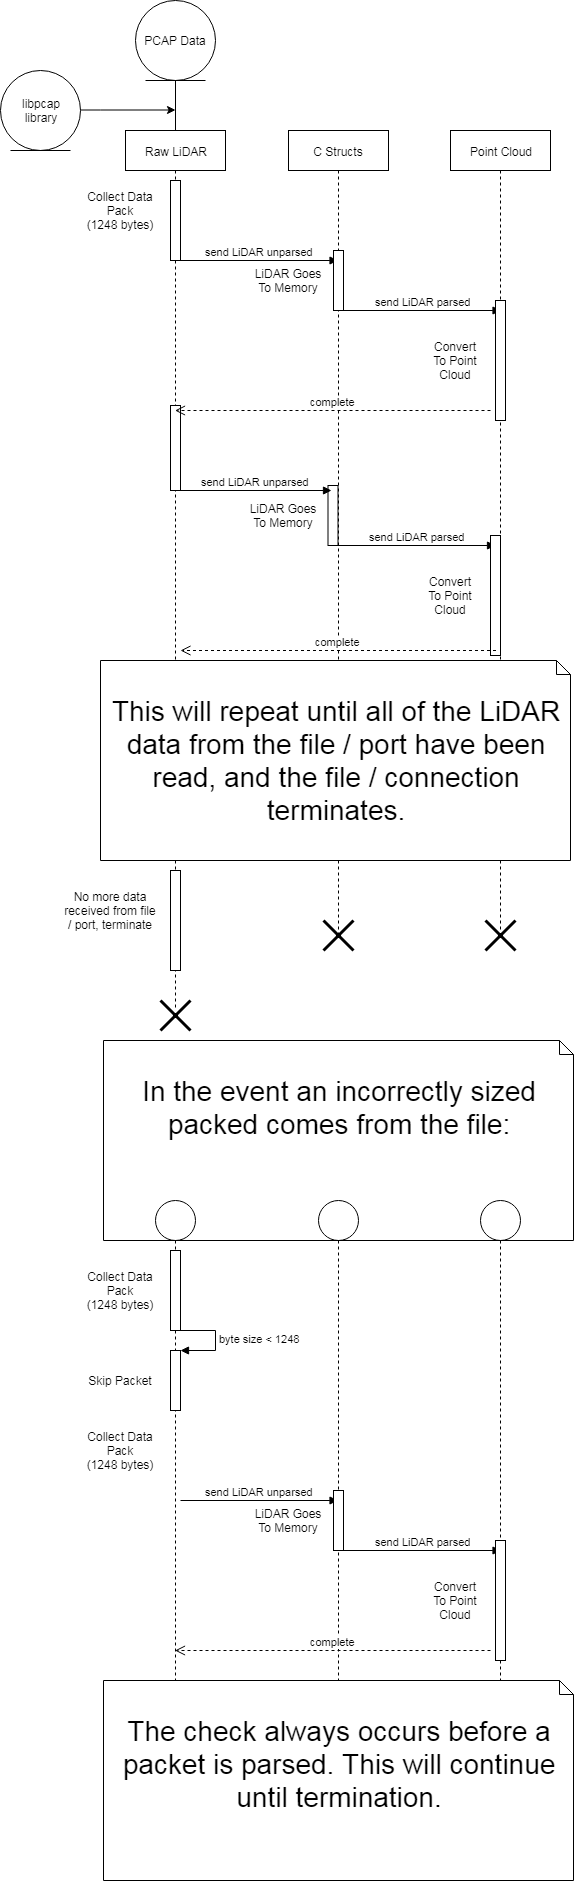 PCAP Data
libpcap
library
Raw LiDAR
C Structs
Point Cloud
Collect Data
Pack
(1248 bytes)
send LiDAR unparsed
LiDAR Goes
To Memory
send LiDAR parsed
Convert
To Point
Cloud
complete
send LiDAR unparsed
LiDAR Goes
To Memory
send LiDAR parsed
Convert
To Point
Cloud
complete
This will repeat until all of the LiDAR
data from the file / port have been
read, and the file / connection
terminates.
No more data
received from file
/ port, terminate
In the event an incorrectly sized
packed comes from the file:
Collect Data
Pack
(1248 bytes)
byte size < 1248
Skip Packet
Collect Data
Pack
(1248 bytes)
send LiDAR unparsed
LiDAR Goes
To Memory
send LiDAR parsed
Convert
To Point
Cloud
complete
The check always occurs before a
packet is parsed. This will continue
until termination.